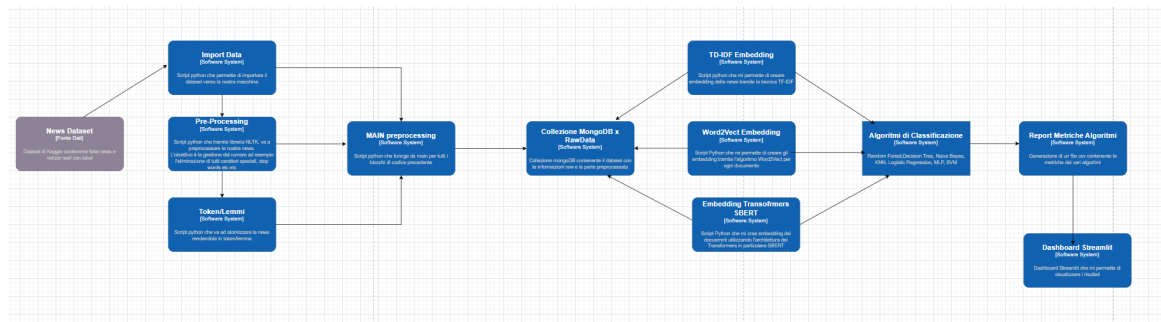 Import Data
[Software System]
Script python che permette di importare il
dataset verso la nostra macchina
News Dataset
[Fonte Dati]
Dataset di Kaggle contenente fake news e
notizie reali con label
Pre-Processing
[Software System]
Script python che tramite libreria NLTK, va a
preprocessare le nostre news.
L'obiettivo è la gestione del rumore ad esempio
l'eliminazione di tutti caratteri speciali, stop
words etc etc
Token/Lemmi
[Software System]
Script python che va ad atomizzare la news
rendendola in token/lemma
MAIN preprocessing
[Software System]
Script python che funge da main per tutti i
blocchi di codice precedente
Collezione MongoDB x
RawData
[Software System]
Collezione mongoDB contenente il dataset con
le informazioni raw e la parte preprocessata
TD-IDF Embedding
[Software System]
Script python che mi permette di creare
embedding delle news tramite la tecnica TF-IDF
Word2Vect Embedding
[Software System]
Script Python che mi permette di creare gli
embedding tramite l'algoritmo Word2Vect per
ogni documento
Embedding Transofrmers
SBERT
[Software System]
Script Python che mi crea embedding dei
documenti utilizzando l'architettura dei
Transformers in particolare SBERT
Algoritmi di Classificazione
[Software System]
Random Forest,Decision Tree, Naive Bayes,
KNN, Logistic Regression, MLP, SVM
Report Metriche Algoritmi
[Software System]
Generazione di un file csv contenente le
metriche dei vari algoritmi
Dashboard Streamlit
[Software System]
Dashboard Streamlit che mi permette di
visualizzare i risultati